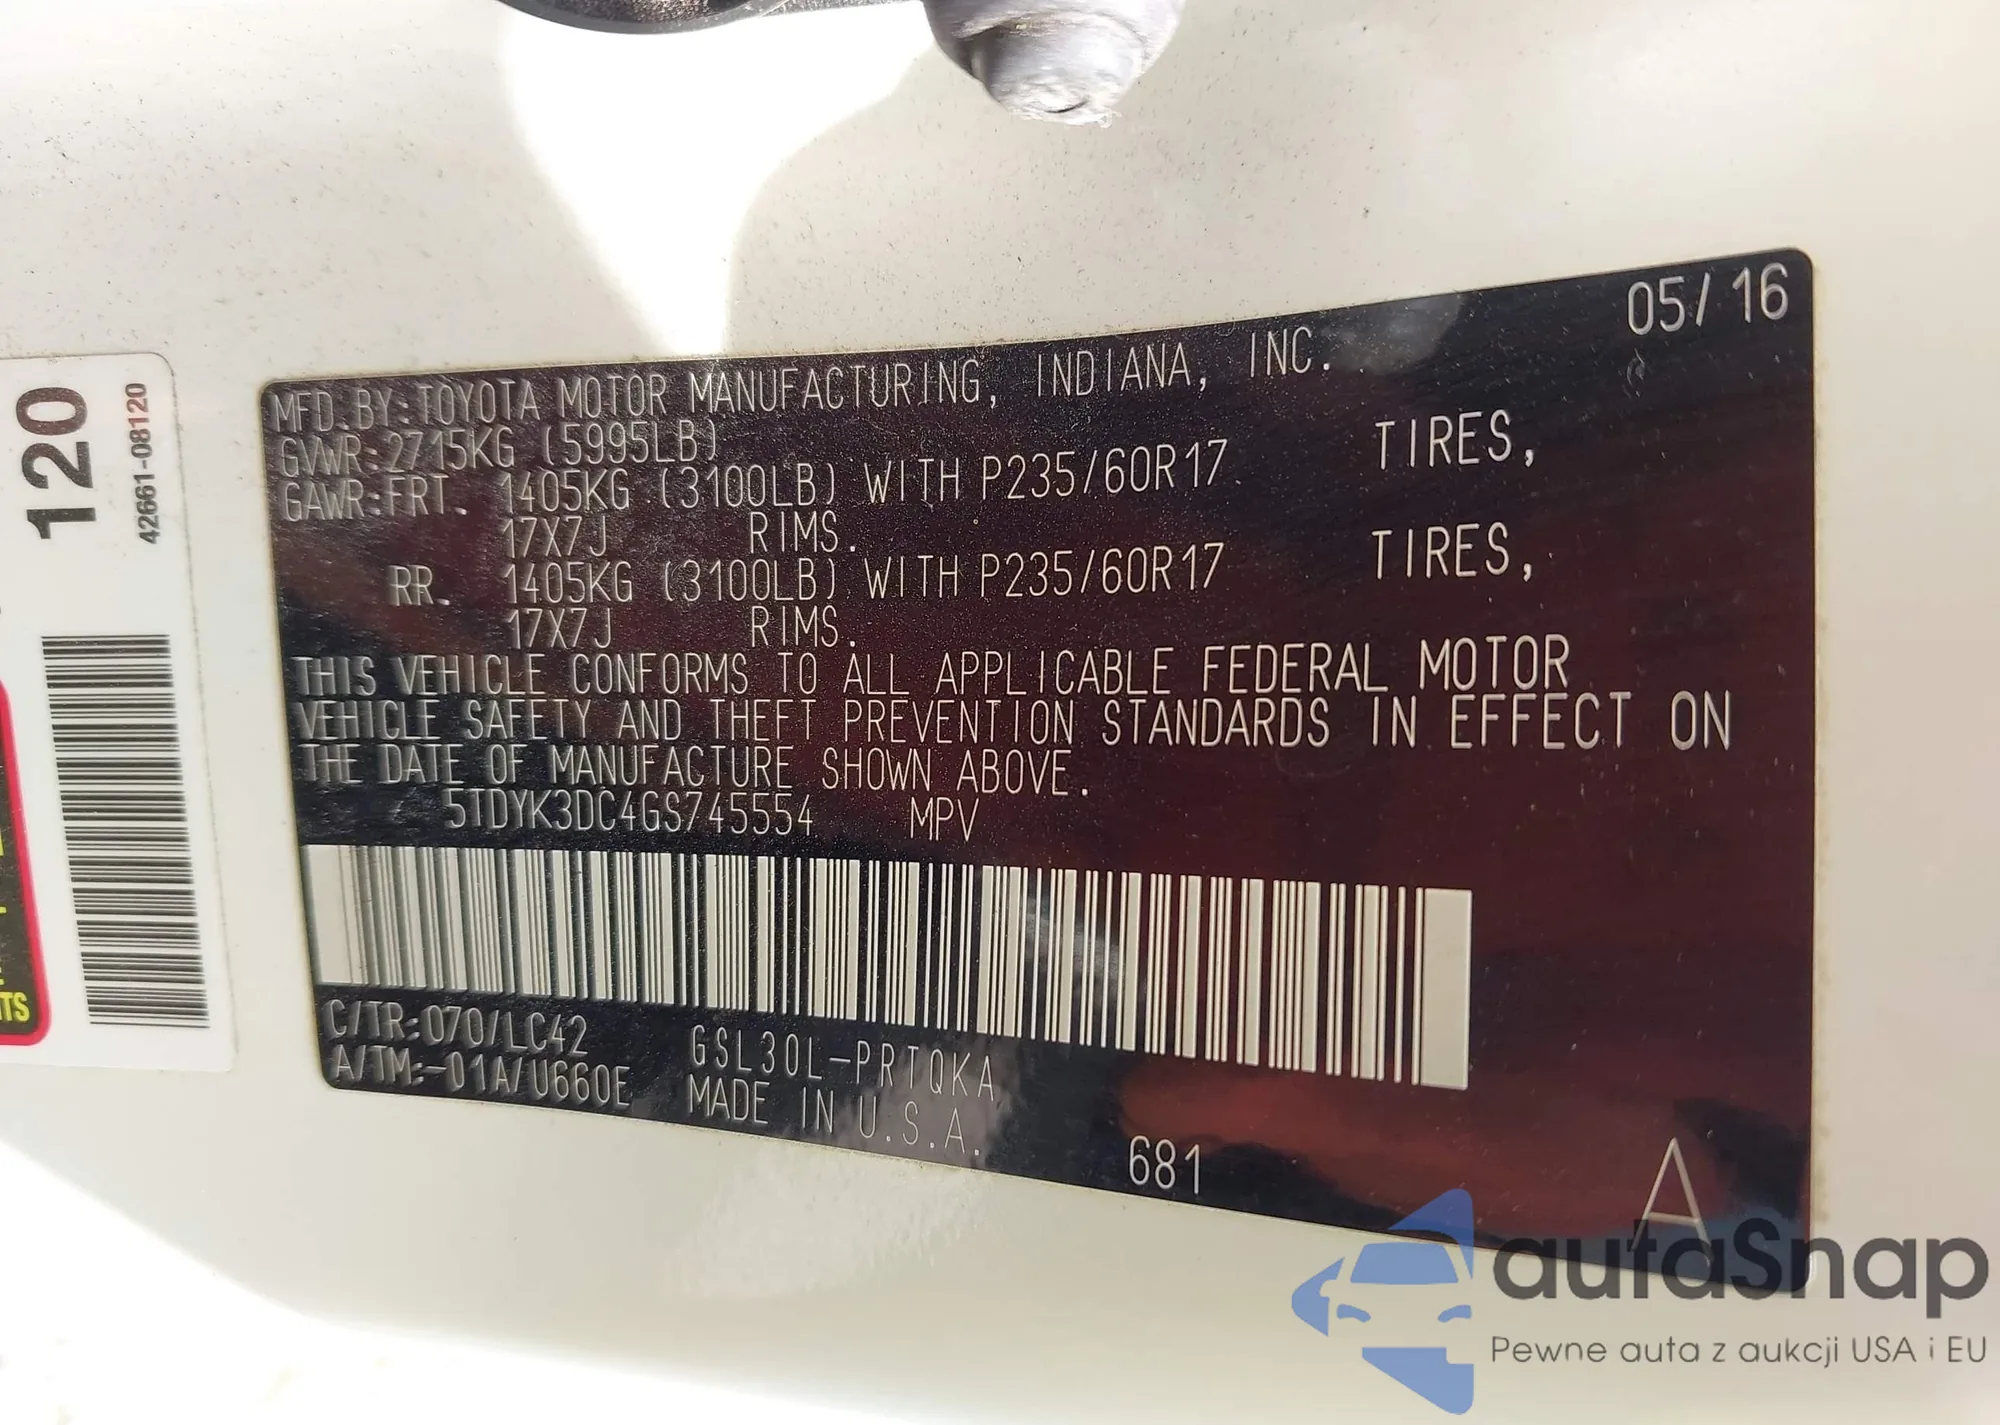 05/16
MFD.BY:TOYOTA MOTOR MANUFACTURING, INDIANA, INC.
GVWR:2715KG (5995LB)
GAWR:FRT. 1405KG (3100LB) WITH P235/60R17 TIRES,
17X7J RIMS.
RR. 1405KG (3100LB) WITH P235/60R17 TIRES,
17X7J RIMS.
THIS VEHICLE CONFORMS TO ALL APPLICABLE FEDERAL MOTOR
VEHICLE SAFETY AND THEFT PREVENTION STANDARDS IN EFFECT ON
THE DATE OF MANUFACTURE SHOWN ABOVE.
5TDYK3DC4GS745554 MPV
C/TR:070/LC42 GSL30L-PRTQKA
A/TM:-01A/U660E MADE IN U.S.A.
681
A
120
42661-08120
autoSnap
Pewne auta z aukcji USA i EU